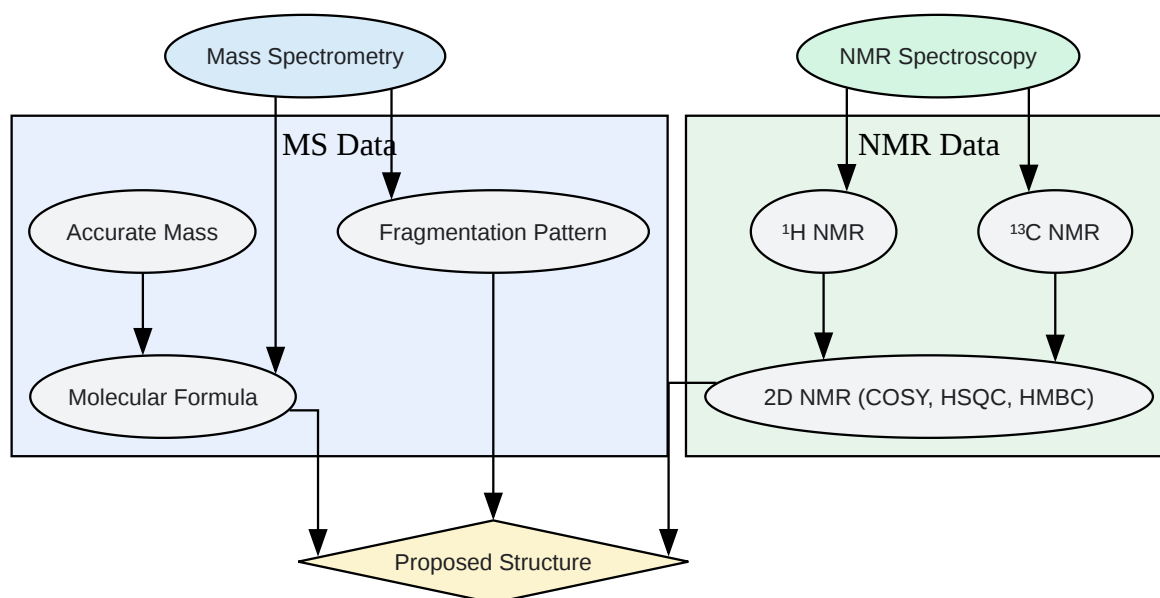 Mass Spectrometry
NMR Spectroscopy
MS Data
NMR Data
Accurate Mass
Fragmentation Pattern
¹H NMR
¹³C NMR
Molecular Formula
2D NMR (COSY, HSQC, HMBC)
Proposed Structure